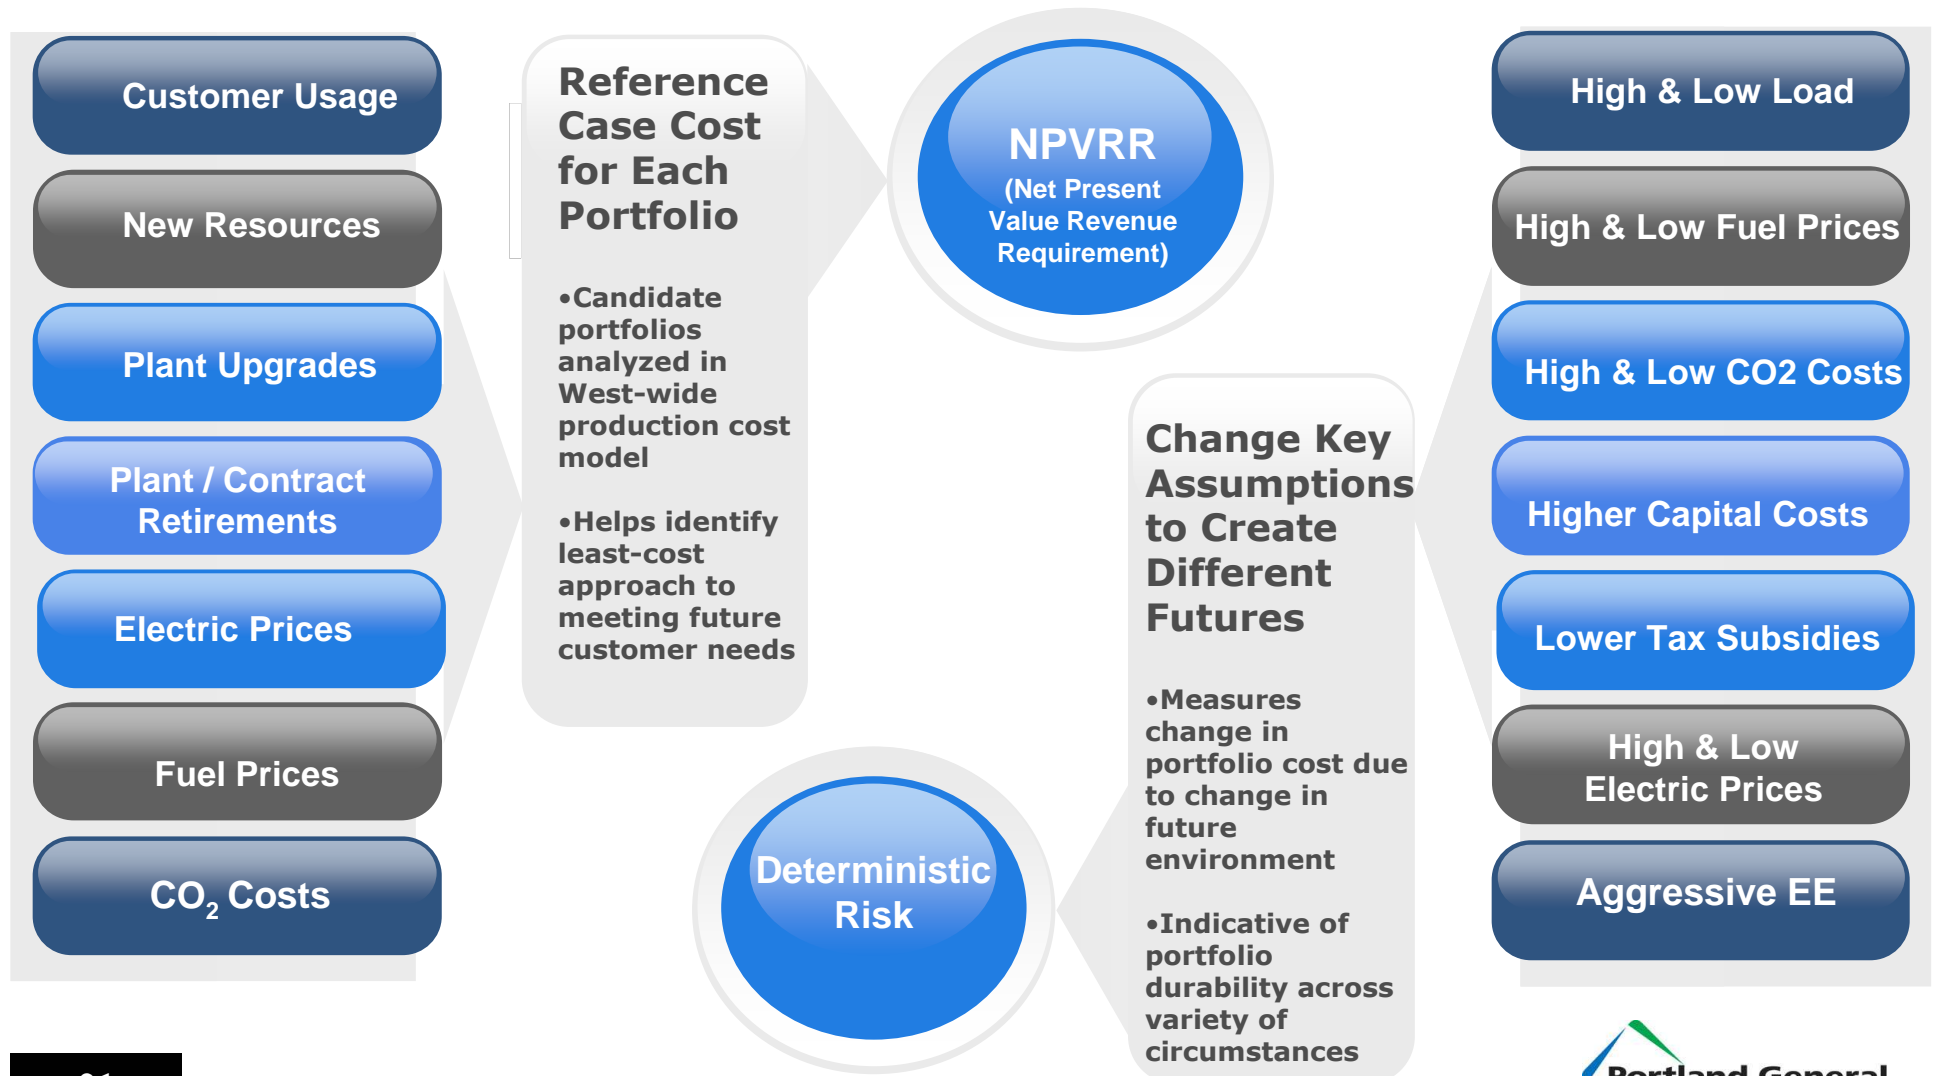 Customer Usage
New Resources
Plant Upgrades
Plant / Contract
Retirements
Electric Prices
Fuel Prices
CO₂ Costs
Reference
Case Cost
for Each
Portfolio
•Candidate
portfolios
analyzed in
West-wide
production cost
model
•Helps identify
least-cost
approach to
meeting future
customer needs
NPVRR
(Net Present
Value Revenue
Requirement)
Deterministic
Risk
Change Key
Assumptions
to Create
Different
Futures
•Measures
change in
portfolio cost due
to change in
future
environment
•Indicative of
portfolio
durability across
variety of
circumstances
High & Low Load
High & Low Fuel Prices
High & Low CO2 Costs
Higher Capital Costs
Lower Tax Subsidies
High & Low
Electric Prices
Aggressive EE
Portland General